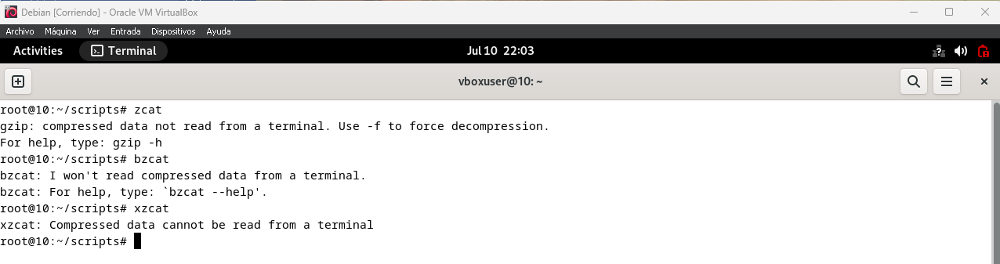 Debian [Corriendo] - Oracle VM VirtualBox
Archivo Máquina Ver Entrada Dispositivos Ayuda
Activities Terminal Jul 10 22:03
vboxuser@10: ~
root@10:~/scripts# zcat
gzip: compressed data not read from a terminal. Use -f to force decompression.
For help, type: gzip -h
root@10:~/scripts# bzcat
bzcat: I won't read compressed data from a terminal.
bzcat: For help, type: `bzcat --help'.
root@10:~/scripts# xzcat
xzcat: Compressed data cannot be read from a terminal
root@10:~/scripts#